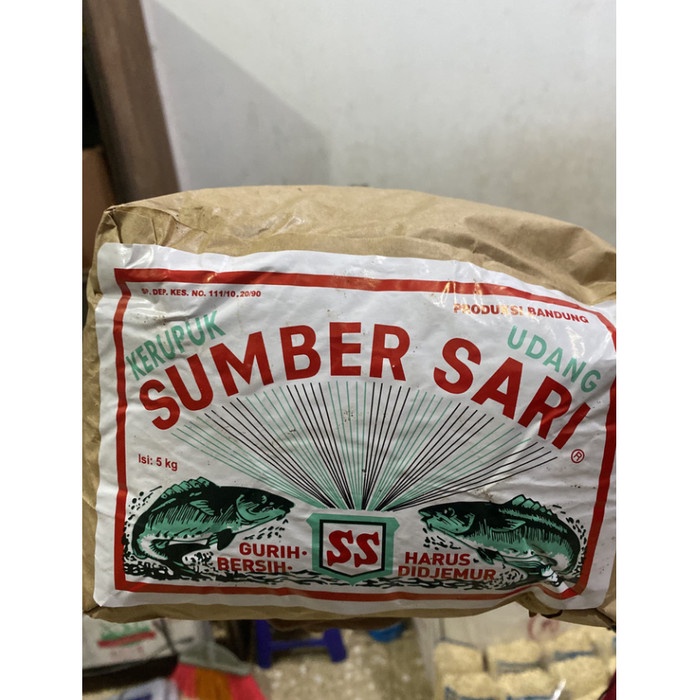 SP. DEP. KES. NO. 111/10.20/90
PRODUKSI BANDUNG
KERUPUK UDANG
SUMBER SARI ®
Isi: 5 kg
GURIH · SS HARUS ·
BERSIH · DIDJEMUR